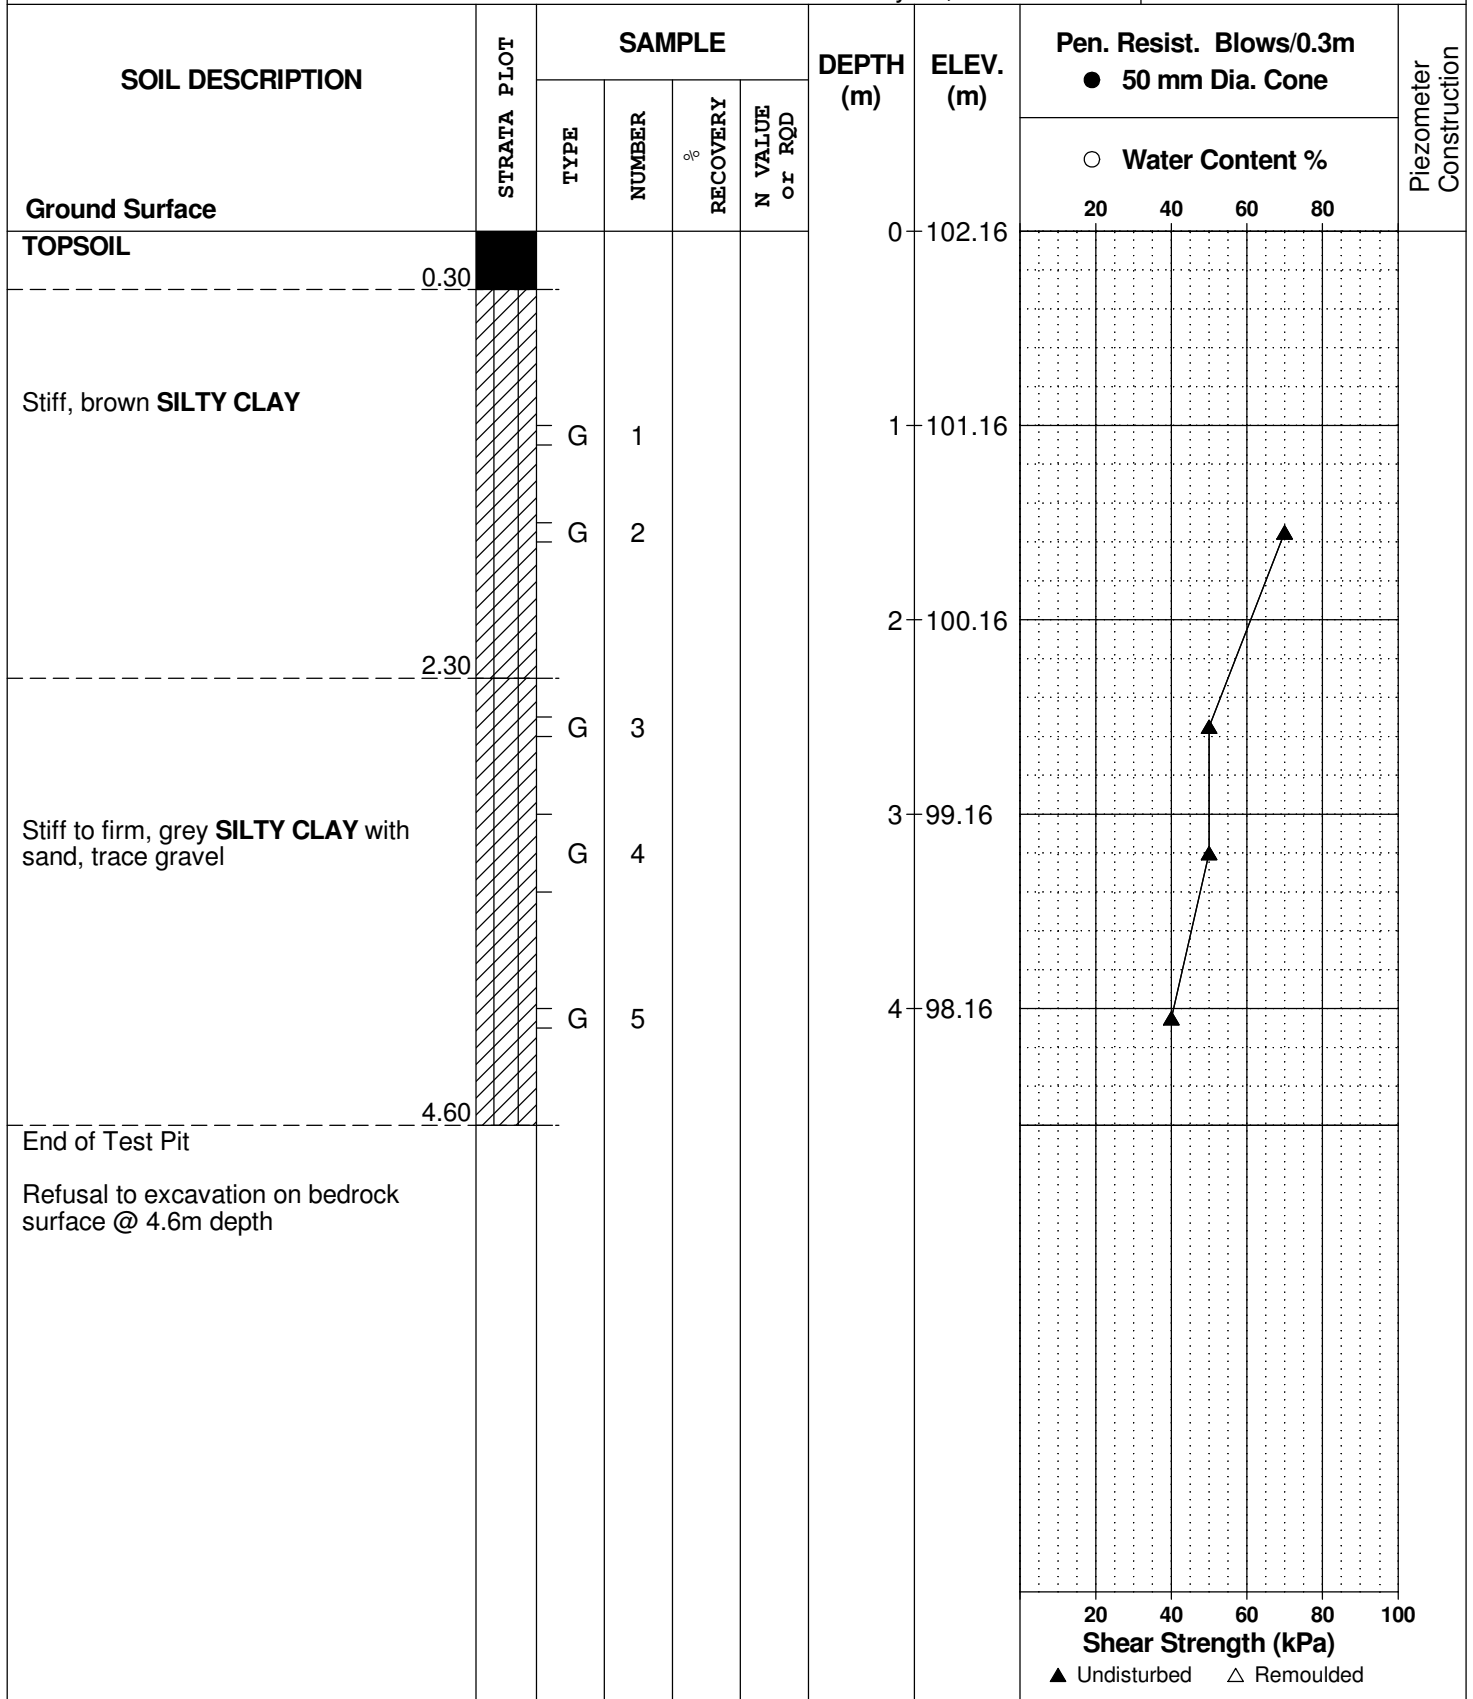 SOIL DESCRIPTION
STRATA PLOT
SAMPLE
TYPE
NUMBER
%
RECOVERY
N VALUE
or RQD
DEPTH
(m)
ELEV.
(m)
Pen. Resist. Blows/0.3m
● 50 mm Dia. Cone
○ Water Content %
20 40 60 80
Piezometer
Construction
Ground Surface
TOPSOIL
0 102.16
0.30
Stiff, brown SILTY CLAY
G 1
1 101.16
G 2
2 100.16
2.30
G 3
3 99.16
Stiff to firm, grey SILTY CLAY with
sand, trace gravel
G 4
G 5
4 98.16
4.60
End of Test Pit
Refusal to excavation on bedrock
surface @ 4.6m depth
20 40 60 80 100
Shear Strength (kPa)
▲ Undisturbed △ Remoulded